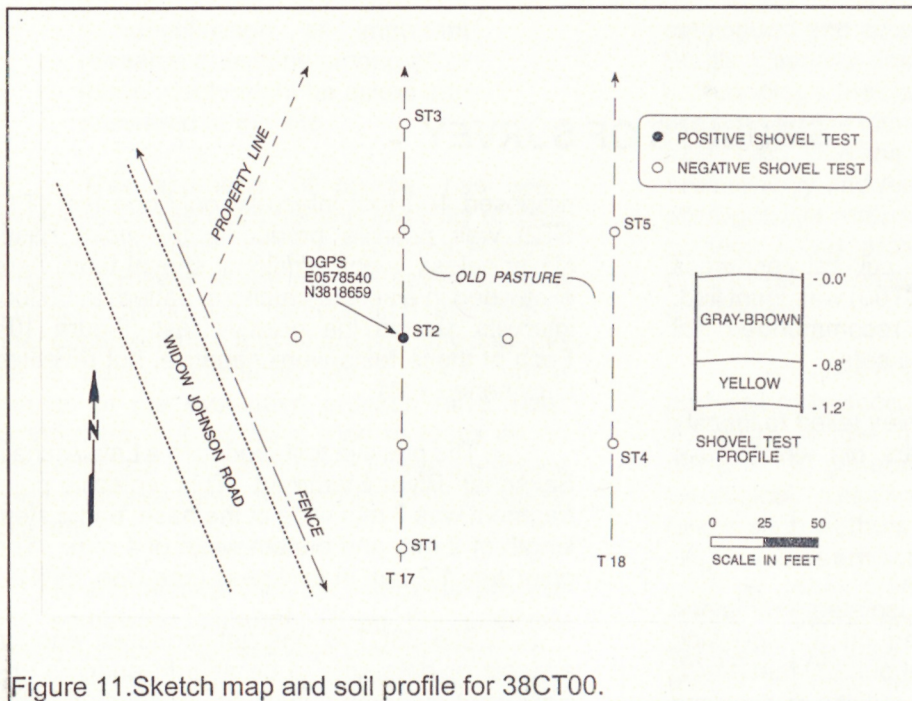 ST3
PROPERTY LINE
POSITIVE SHOVEL TEST
NEGATIVE SHOVEL TEST
ST5
DGPS
E0578540
N3818659
OLD PASTURE
ST2
WIDOW JOHNSON ROAD
FENCE
N
- 0.0'
GRAY-BROWN
- 0.8'
YELLOW
- 1.2'
SHOVEL TEST
PROFILE
ST4
ST1
T 17
T 18
0 25 50
SCALE IN FEET
Figure 11.Sketch map and soil profile for 38CT00.